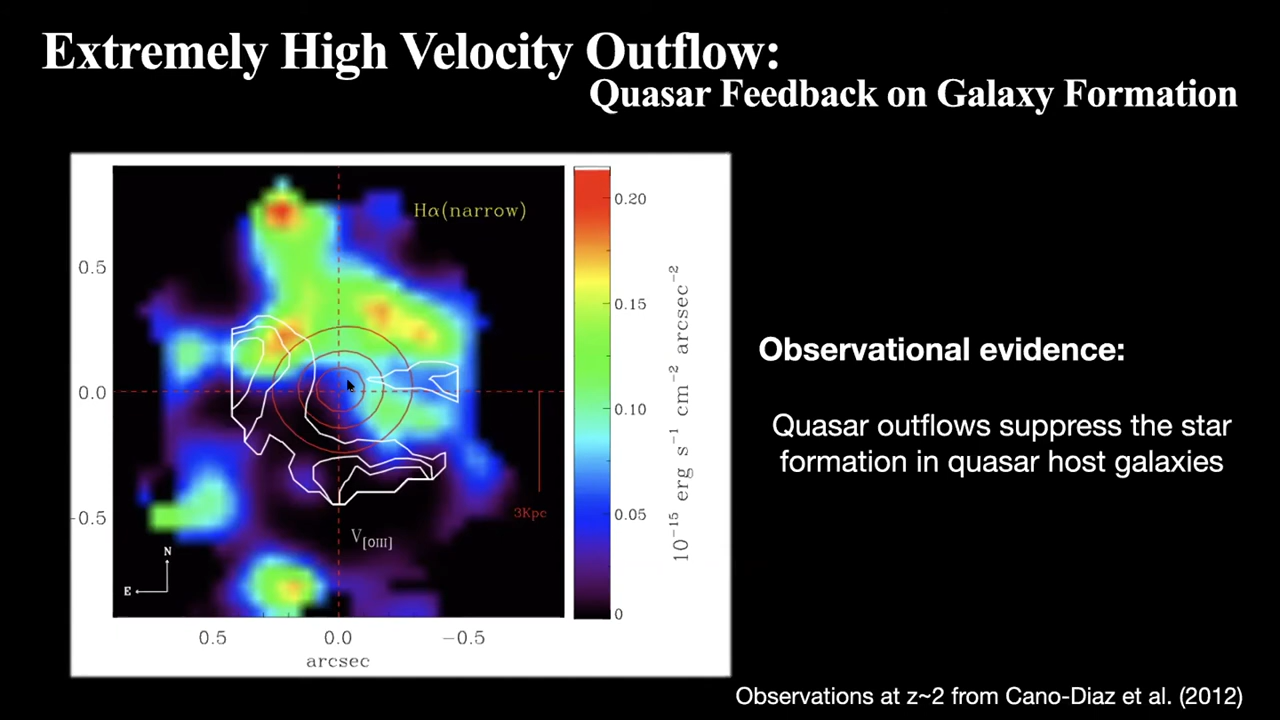 Extremely High Velocity Outflow:
Quasar Feedback on Galaxy Formation
Hα(narrow)
0.5
0.0
-0.5
0.5
0.0
−0.5
arcsec
N
E
V[OIII]
3Kpc
0.20
0.15
0.10
0.05
0
10⁻¹⁵ erg s⁻¹ cm⁻² arcsec⁻²
Observational evidence:
Quasar outflows suppress the star
formation in quasar host galaxies
Observations at z~2 from Cano-Diaz et al. (2012)